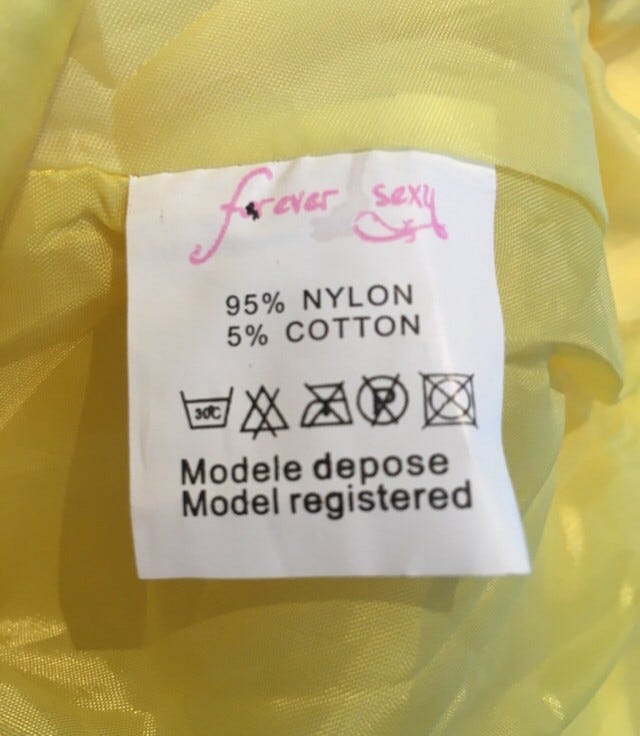 forever sexy
95% NYLON
5% COTTON
30°C P
Modele depose
Model registered